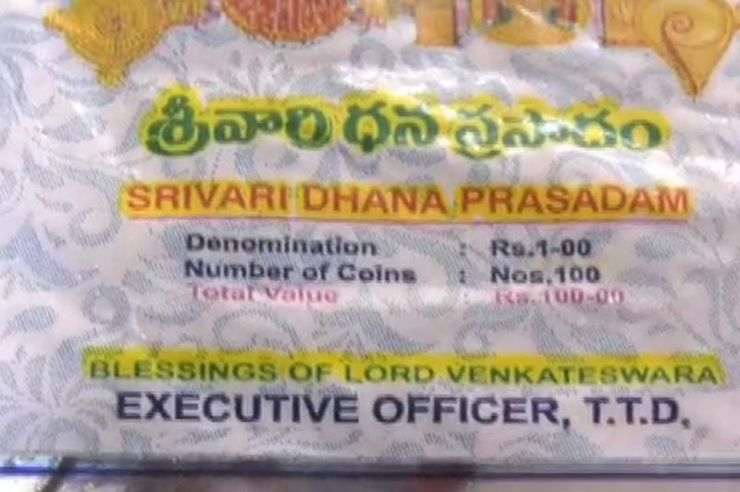 శ్రీవారి ధన ప్రసాదం
SRIVARI DHANA PRASADAM
Denomination : Rs.1-00
Number of Coins : Nos.100
Total Value : Rs.100-00
BLESSINGS OF LORD VENKATESWARA
EXECUTIVE OFFICER, T.T.D.